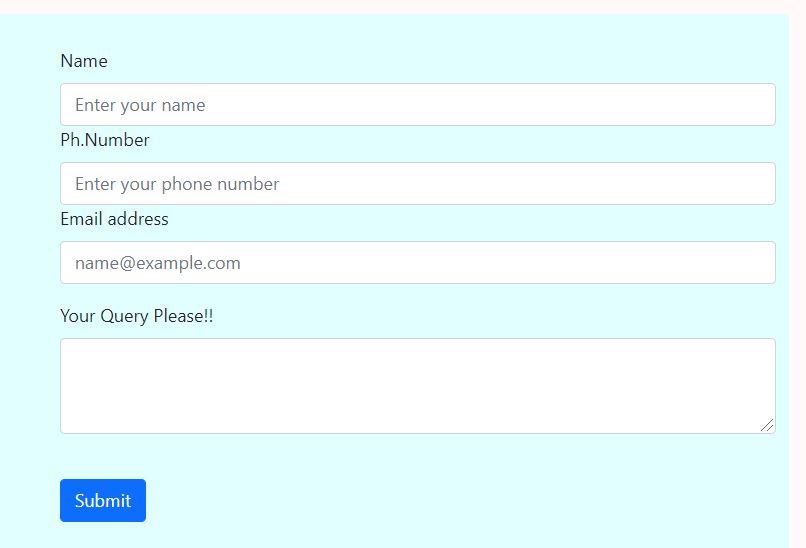 Name
Enter your name
Ph.Number
Enter your phone number
Email address
name@example.com
Your Query Please!!
Submit